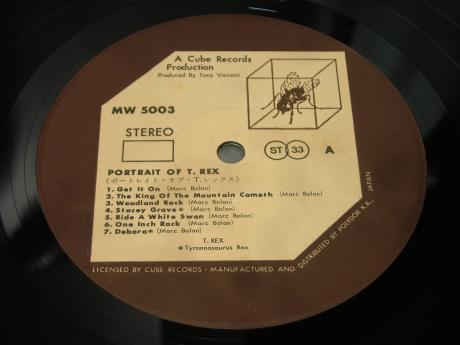 A Cube Records
Production
Produced By Tony Visconti
MW 5003
STEREO
ST 33 A
PORTRAIT OF T. REX
(ポートレイト・オブ・T.レックス)
1. Get It On (Marc Bolan)
2. The King Of The Mountain Cometh (Marc Bolan)
3. Woodland Rock (Marc Bolan)
4. Stacey Grove* (Marc Bolan)
5. Ride A White Swan (Marc Bolan)
6. One Inch Rock (Marc Bolan)
7. Debora* (Marc Bolan)
T. REX
*Tyrannosaurus Rex
LICENSED BY CUBE RECORDS • MANUFACTURED AND DISTRIBUTED BY POLYDOR K.K., JAPAN